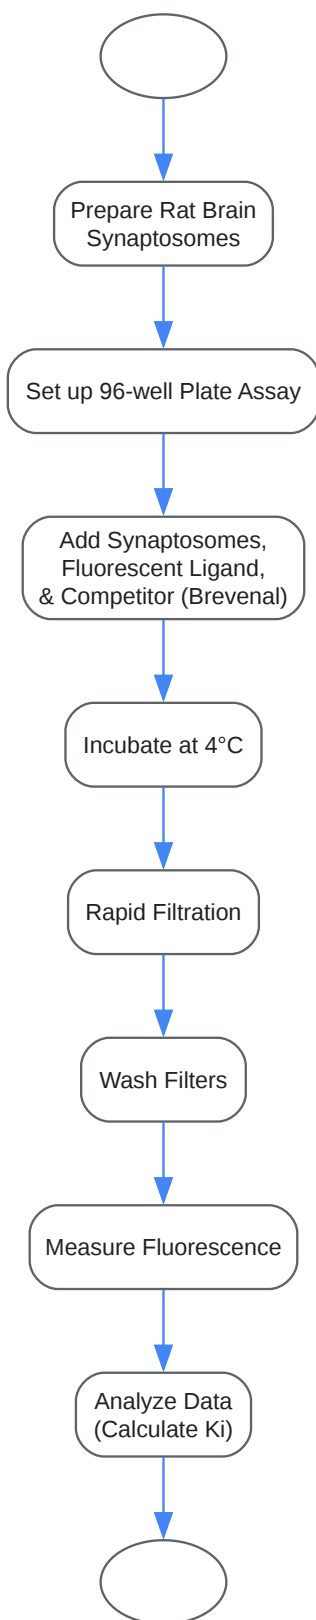 Prepare Rat Brain
Synaptosomes
Set up 96-well Plate Assay
Add Synaptosomes,
Fluorescent Ligand,
& Competitor (Brevenal)
Incubate at 4°C
Rapid Filtration
Wash Filters
Measure Fluorescence
Analyze Data
(Calculate Ki)